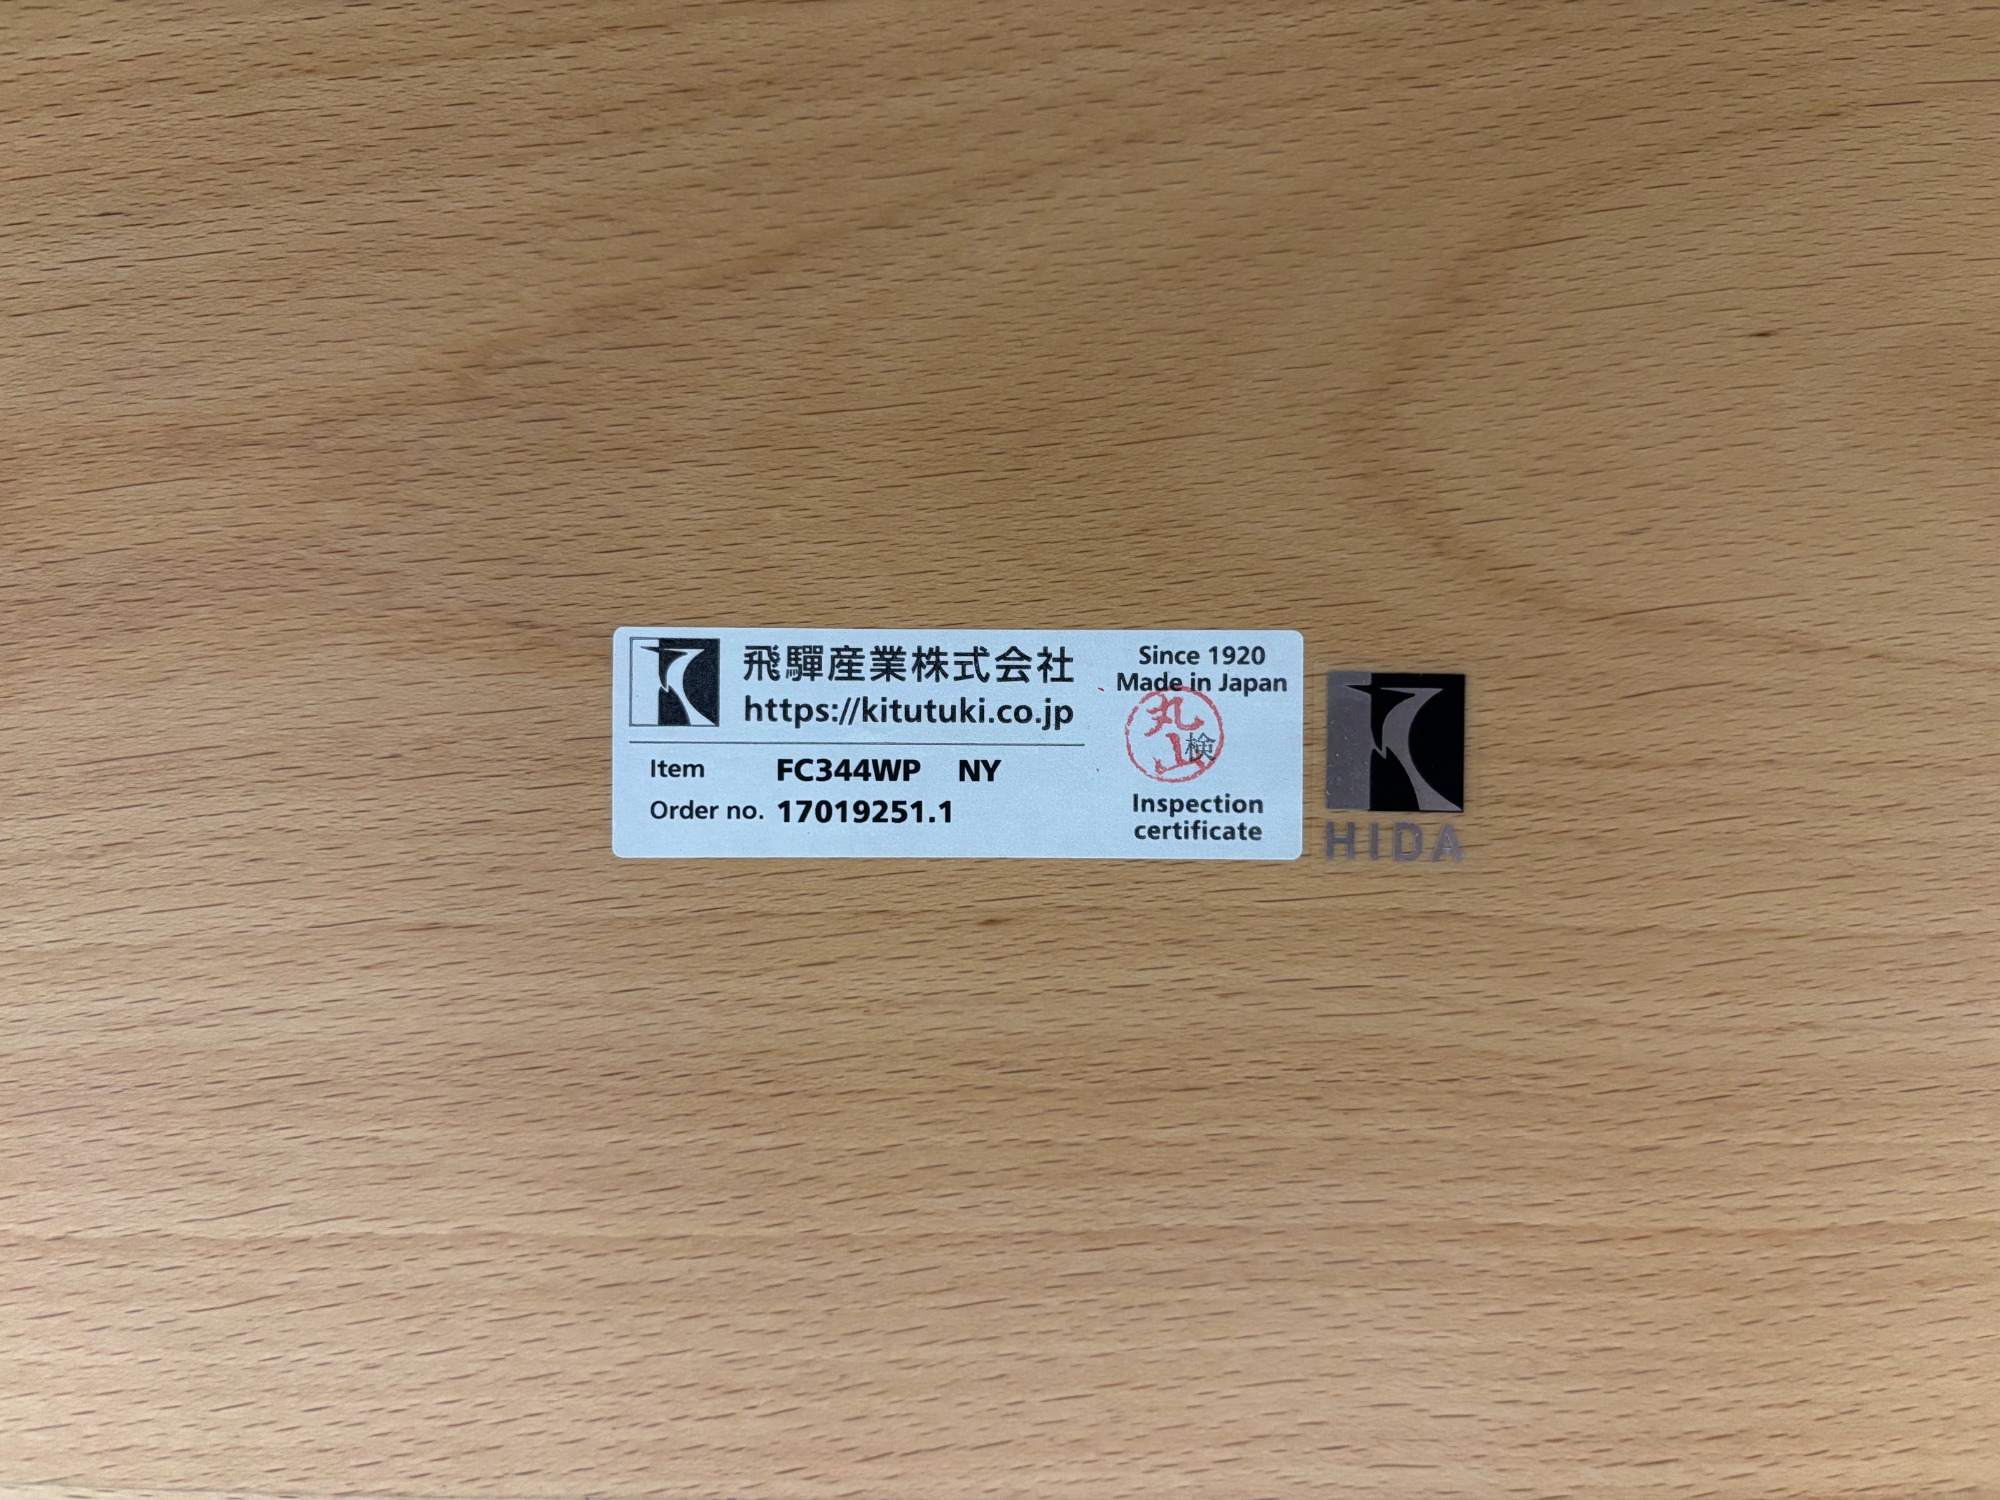 飛驒産業株式会社
https://kitutuki.co.jp
Item FC344WP NY
Order no. 17019251.1
Since 1920
Made in Japan
丸山
検
Inspection
certificate
HIDA